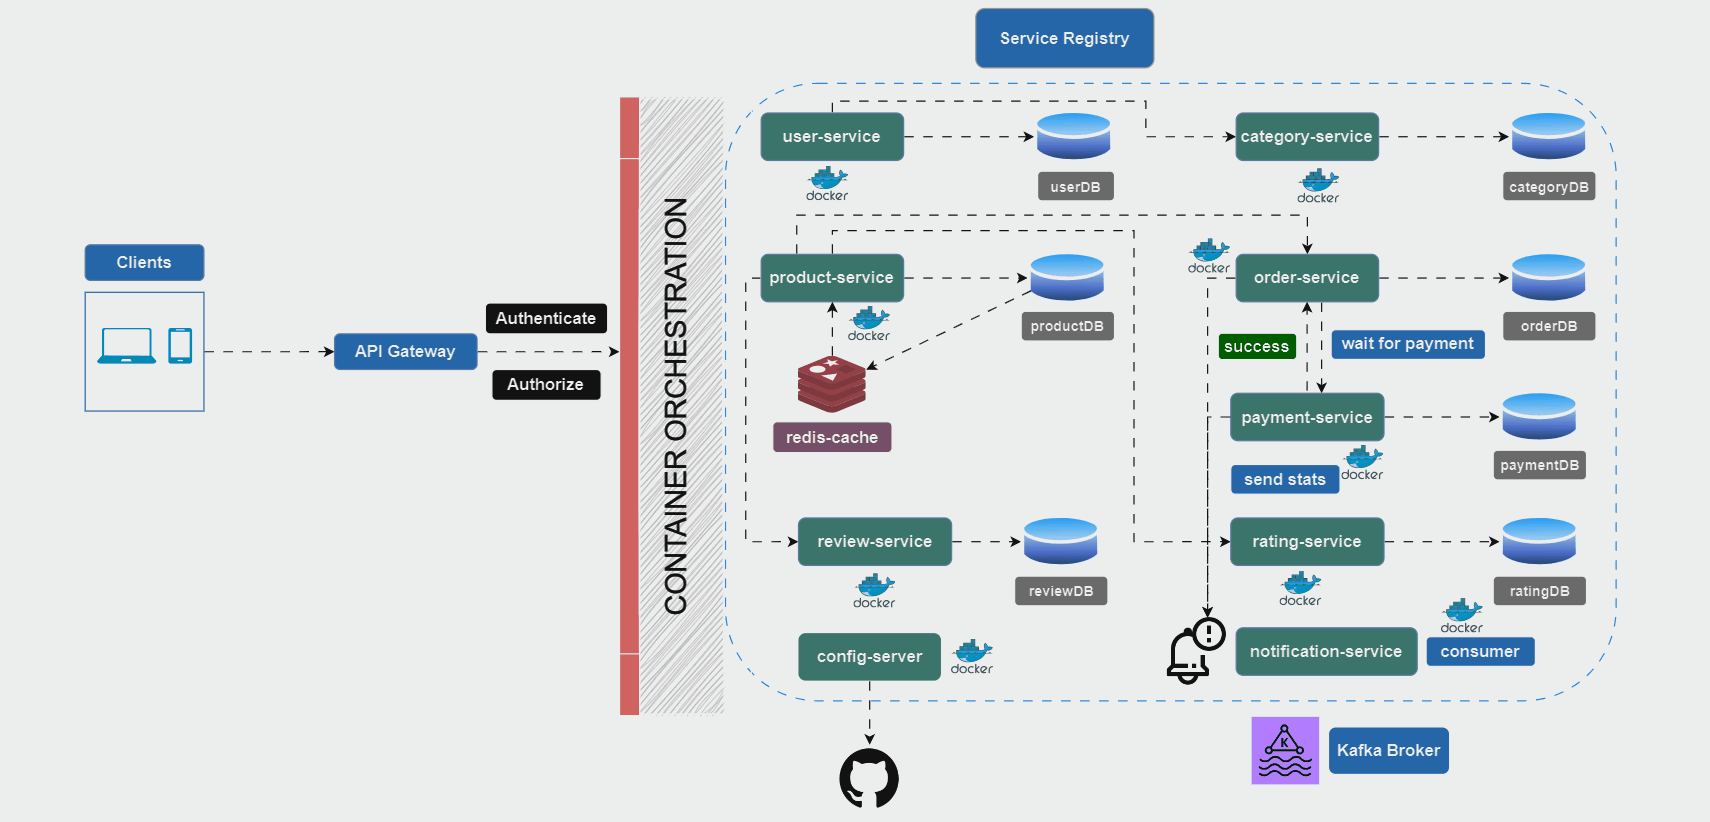 Service Registry
user-service
docker
userDB
category-service
docker
categoryDB
Clients
Authenticate
API Gateway
Authorize
CONTAINER ORCHESTRATION
product-service
docker
productDB
docker
order-service
orderDB
success
wait for payment
redis-cache
payment-service
docker
paymentDB
send stats
review-service
docker
reviewDB
rating-service
docker
ratingDB
config-server
docker
notification-service
docker
consumer
K
Kafka Broker